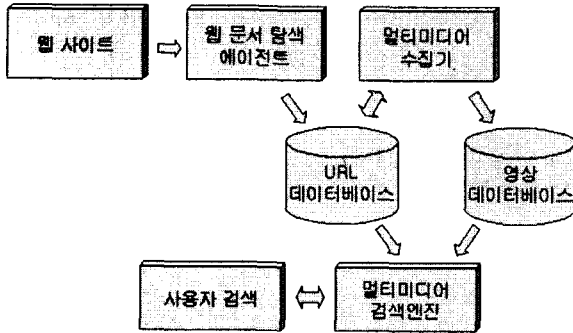 웹 사이트
웹 문서 탐색
에이전트
멀티미디어
수집기
URL
데이터베이스
영상
데이터베이스
사용자 검색
멀티미디어
검색엔진